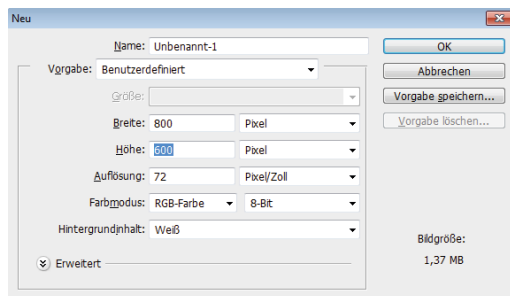 Neu
Name: Unbenannt-1
OK
Vorgabe: Benutzerdefiniert
Abbrechen
Größe:
Vorgabe speichern...
Breite: 800 Pixel
Vorgabe löschen...
Höhe: 600 Pixel
Auflösung: 72 Pixel/Zoll
Farbmodus: RGB-Farbe 8-Bit
Hintergrundinhalt: Weiß
Bildgröße:
1,37 MB
Erweitert